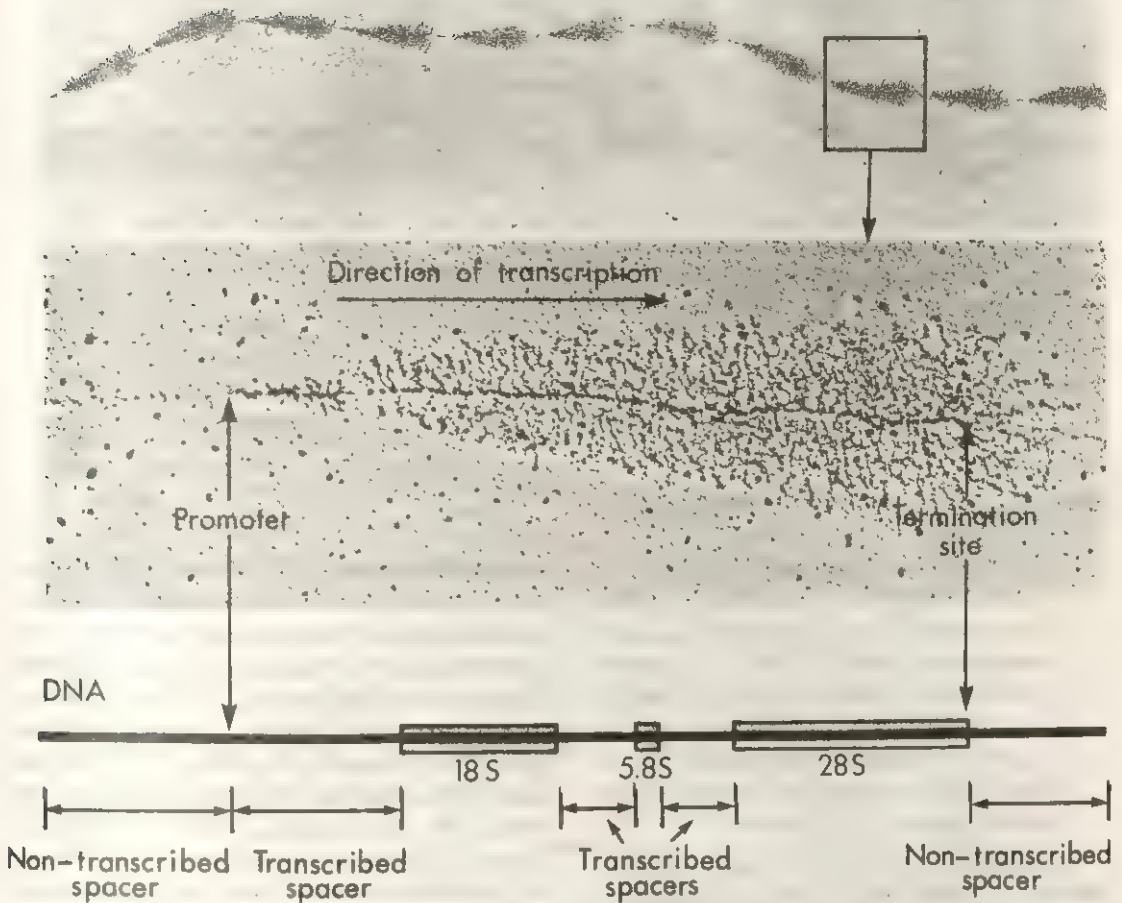 Direction of transcription
Promoter
Termination
site
DNA
18S
5.8S
28S
Non-transcribed
spacer
Transcribed
spacer
Transcribed
spacers
Non-transcribed
spacer